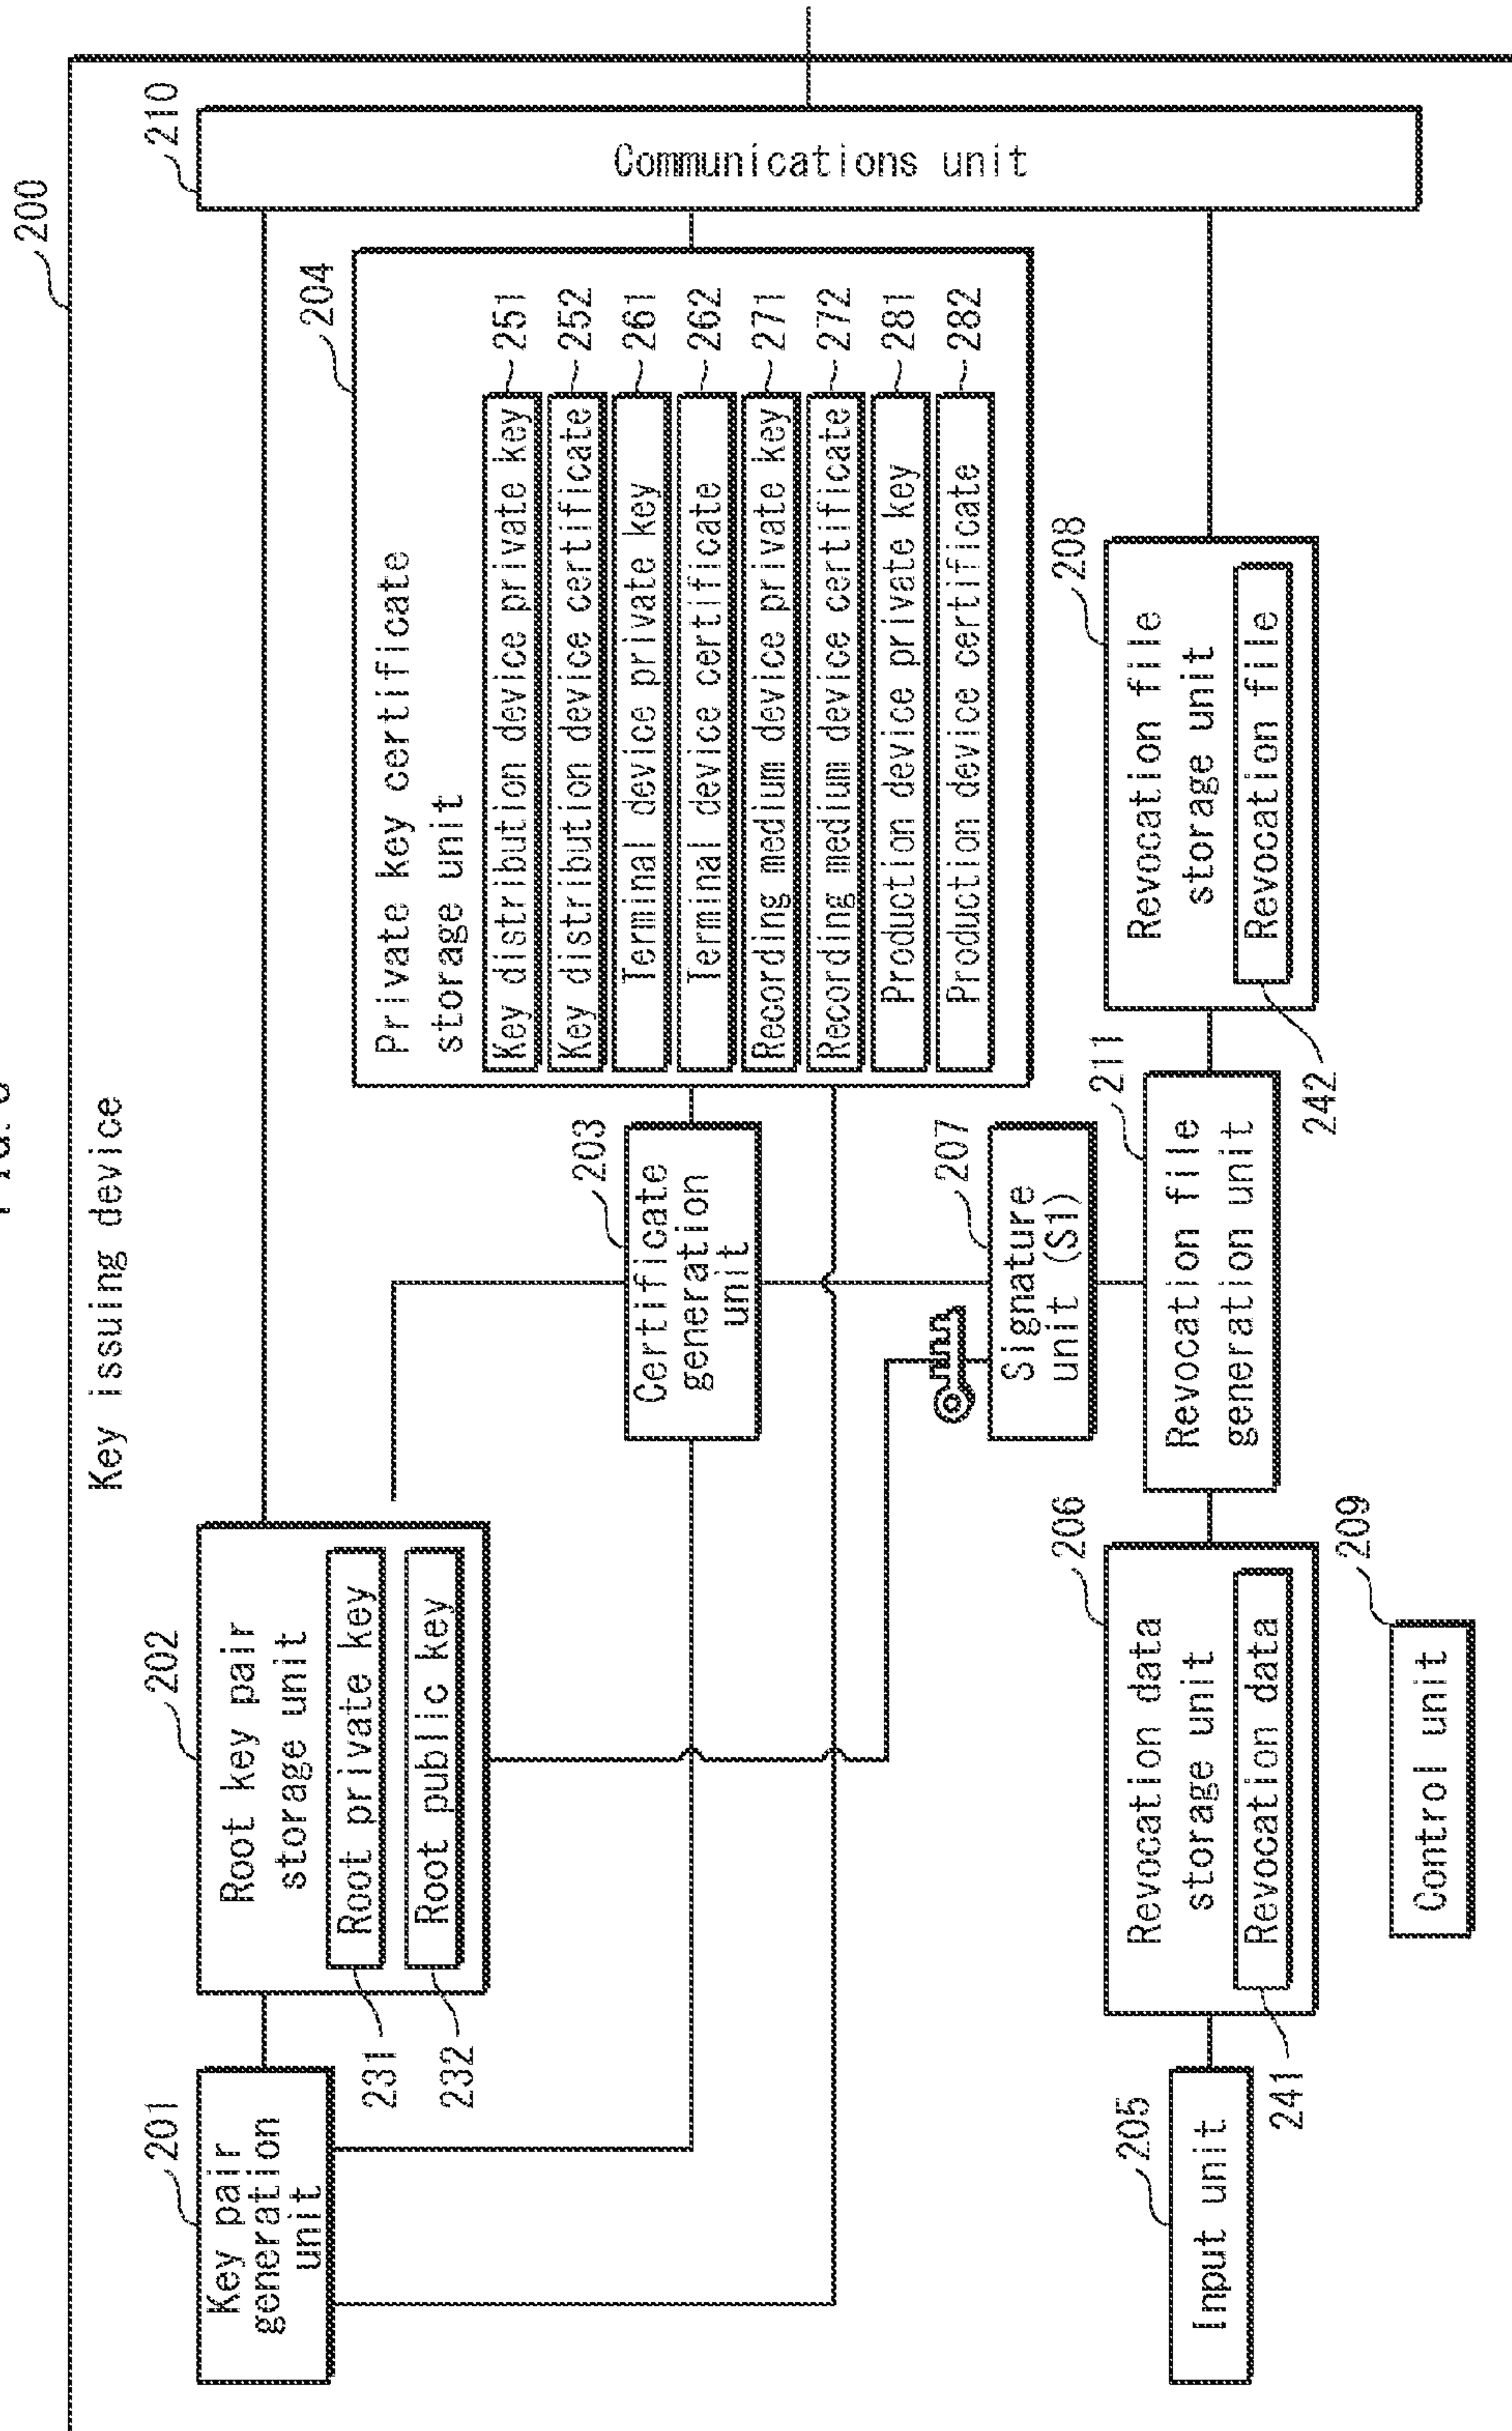 Key issuing device
200
201
Key pair
generation
unit
202
Root key pair
storage unit
Root private key
Root public key
231
232
210
Communications unit
204
Private key certificate
storage unit
Key distribution device private key
251
Key distribution device certificate
252
Terminal device private key
261
Terminal device certificate
262
Recording medium device private key
271
Recording medium device certificate
272
Production device private key
281
Production device certificate
282
203
Certificate
generation
unit
207
Signature
unit (S1)
205
Input unit
206
Revocation data
storage unit
Revocation data
241
211
Revocation file
generation unit
208
Revocation file
storage unit
Revocation file
242
209
Control unit